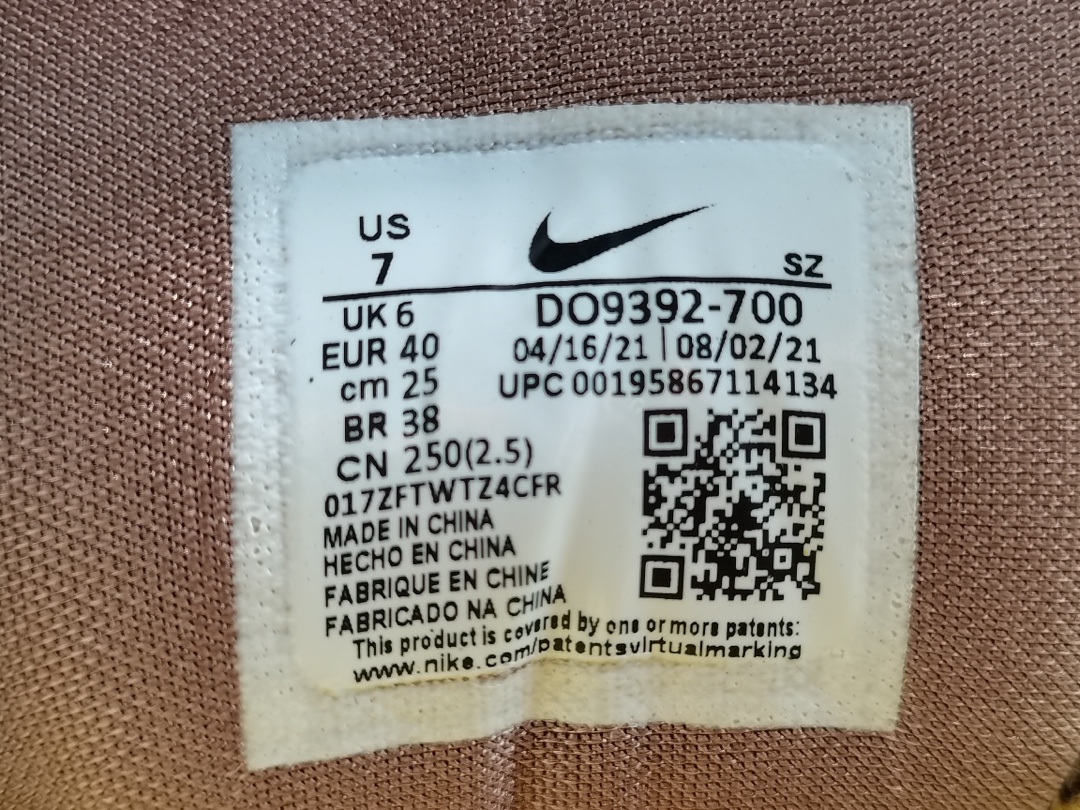 US
7
SZ
UK 6
DO9392-700
EUR 40
04/16/21 | 08/02/21
cm 25
UPC 00195867114134
BR 38
CN 250(2.5)
017ZFTWTZ4CFR
MADE IN CHINA
HECHO EN CHINA
FABRIQUE EN CHINE
FABRICADO NA CHINA
This product is covered by one or more patents:
www.nike.com/patentsvirtualmarking